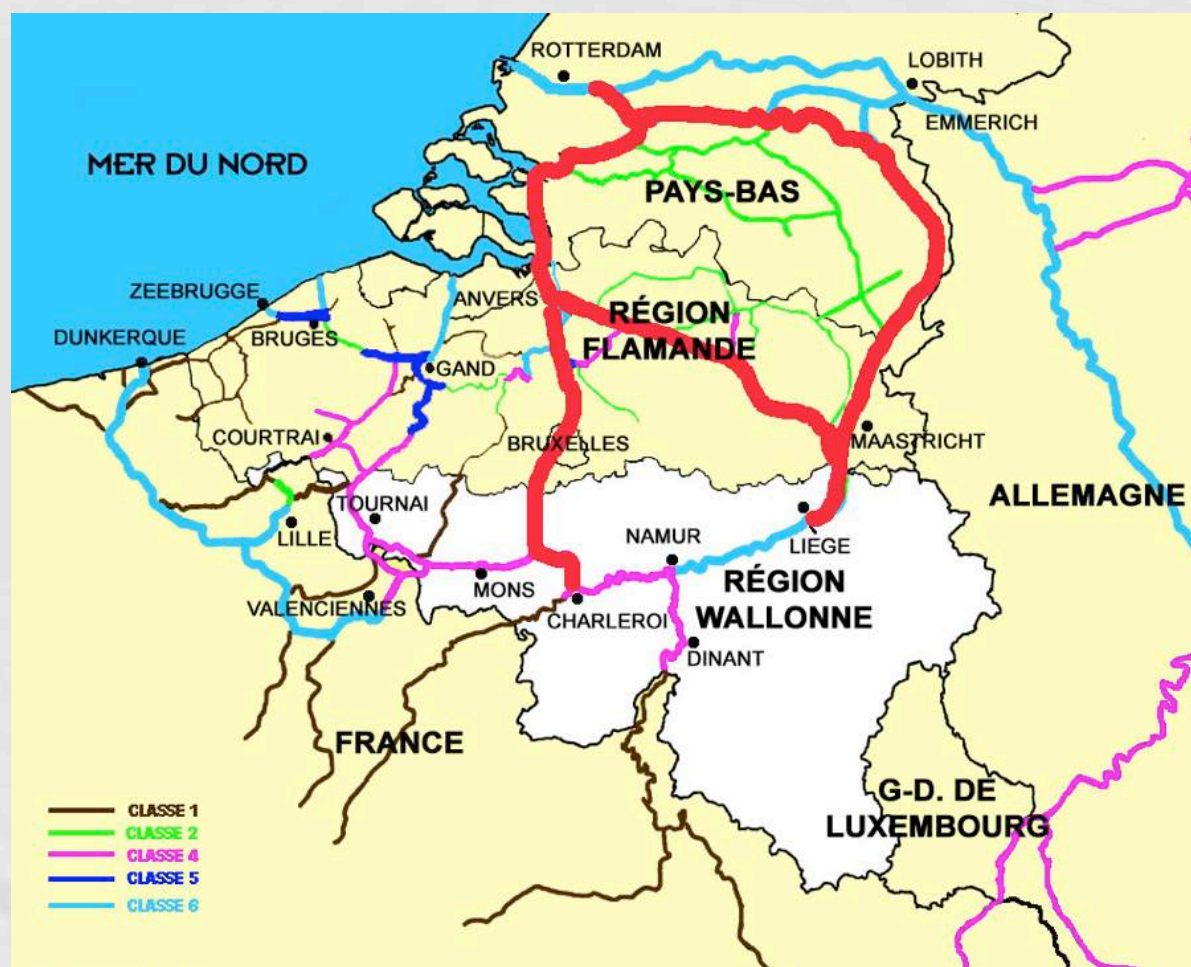 ROTTERDAM
LOBITH
EMMERICH
MER DU NORD
PAYS-BAS
ZEEBRUGGE
ANVERS
RÉGION
FLAMANDE
DUNKERQUE
BRUGES
GAND
COURTRAI
BRUXELLES
MAASTRICHT
ALLEMAGNE
TOURNAI
LILLE
NAMUR
LIEGE
MONS
RÉGION
WALLONNE
VALENCIENNES
CHARLEROI
DINANT
FRANCE
G-D. DE
LUXEMBOURG
CLASSE 1
CLASSE 2
CLASSE 4
CLASSE 5
CLASSE 6